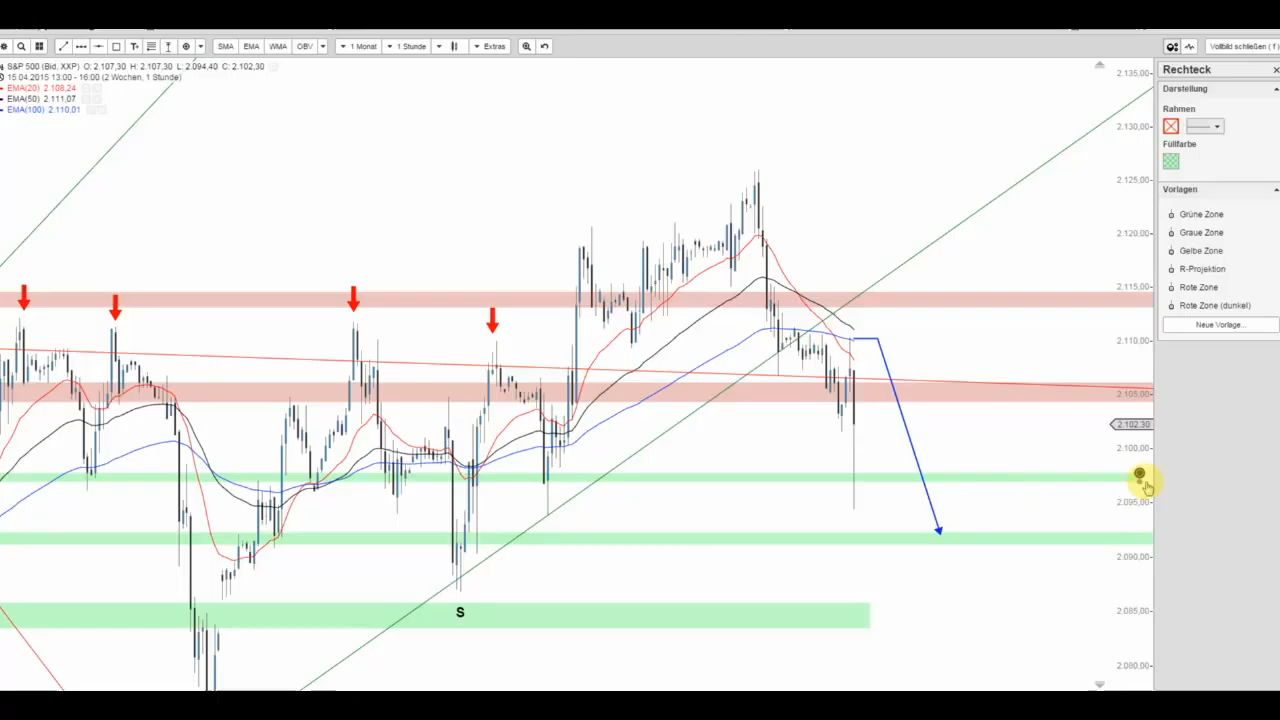 SMA EMA WMA OBV 1 Monat 1 Stunde Extras Vollbild schließen ( f )
S&P 500 (Bid, XXP) O: 2.107,30 H: 2.107,30 L: 2.094,40 C: 2.102,30
15.04.2015 13:00 - 16:00 (2 Wochen, 1 Stunde)
EMA(20) 2.108,24
EMA(50) 2.111,07
EMA(100) 2.110,01
2.135,00
2.130,00
2.125,00
2.120,00
2.115,00
2.110,00
2.105,00
2.102,30
2.100,00
2.095,00
2.090,00
2.085,00
2.080,00
S
Rechteck
Darstellung
Rahmen
Füllfarbe
Vorlagen
Grüne Zone
Graue Zone
Gelbe Zone
R-Projektion
Rote Zone
Rote Zone (dunkel)
Neue Vorlage...